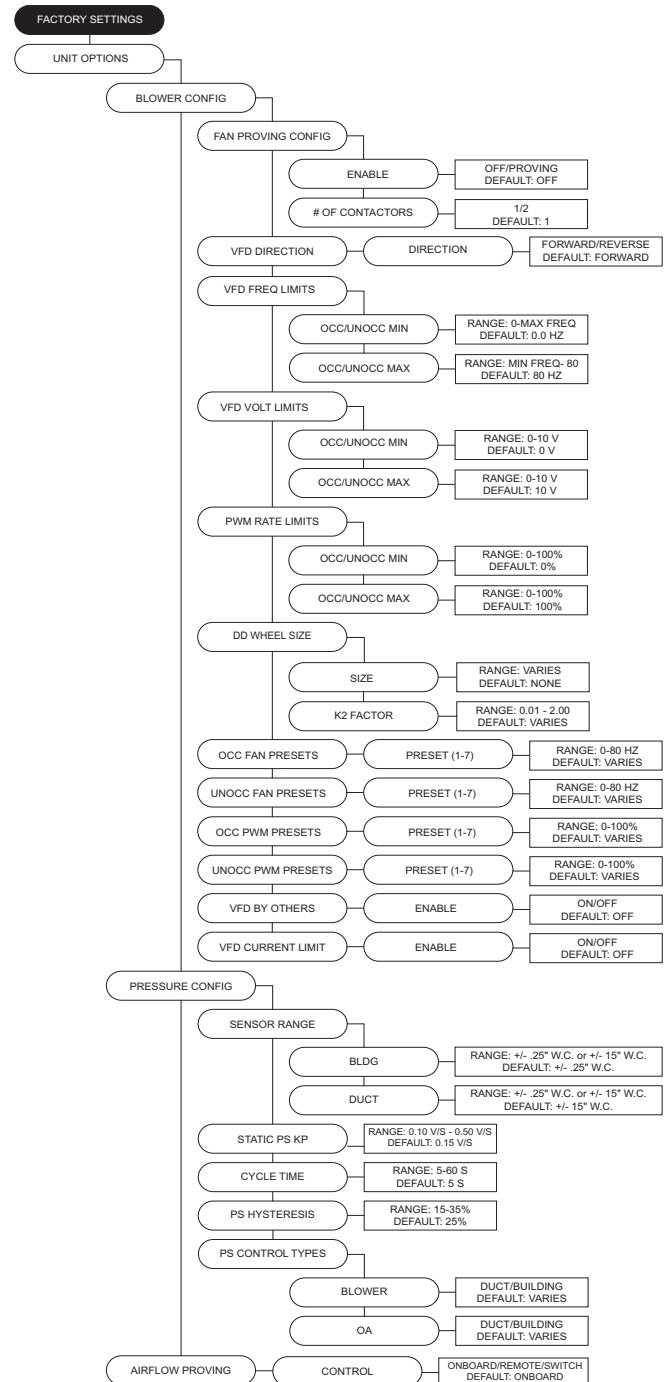 FACTORY SETTINGS
UNIT OPTIONS
BLOWER CONFIG
FAN PROVING CONFIG
ENABLE
OFF/PROVING
DEFAULT: OFF
# OF CONTACTORS
1/2
DEFAULT: 1
VFD DIRECTION
DIRECTION
FORWARD/REVERSE
DEFAULT: FORWARD
VFD FREQ LIMITS
OCC/UNOCC MIN
RANGE: 0-MAX FREQ
DEFAULT: 0.0 HZ
OCC/UNOCC MAX
RANGE: MIN FREQ- 80
DEFAULT: 80 HZ
VFD VOLT LIMITS
OCC/UNOCC MIN
RANGE: 0-10 V
DEFAULT: 0 V
OCC/UNOCC MAX
RANGE: 0-10 V
DEFAULT: 10 V
PWM RATE LIMITS
OCC/UNOCC MIN
RANGE: 0-100%
DEFAULT: 0%
OCC/UNOCC MAX
RANGE: 0-100%
DEFAULT: 100%
DD WHEEL SIZE
SIZE
RANGE: VARIES
DEFAULT: NONE
K2 FACTOR
RANGE: 0.01 - 2.00
DEFAULT: VARIES
OCC FAN PRESETS
PRESET (1-7)
RANGE: 0-80 HZ
DEFAULT: VARIES
UNOCC FAN PRESETS
PRESET (1-7)
RANGE: 0-80 HZ
DEFAULT: VARIES
OCC PWM PRESETS
PRESET (1-7)
RANGE: 0-100%
DEFAULT: VARIES
UNOCC PWM PRESETS
PRESET (1-7)
RANGE: 0-100%
DEFAULT: VARIES
VFD BY OTHERS
ENABLE
ON/OFF
DEFAULT: OFF
VFD CURRENT LIMIT
ENABLE
ON/OFF
DEFAULT: OFF
PRESSURE CONFIG
SENSOR RANGE
BLDG
RANGE: +/- .25" W.C. or +/- 15" W.C.
DEFAULT: +/- .25" W.C.
DUCT
RANGE: +/- .25" W.C. or +/- 15" W.C.
DEFAULT: +/- 15" W.C.
STATIC PS KP
RANGE: 0.10 V/S - 0.50 V/S
DEFAULT: 0.15 V/S
CYCLE TIME
RANGE: 5-60 S
DEFAULT: 5 S
PS HYSTERESIS
RANGE: 15-35%
DEFAULT: 25%
PS CONTROL TYPES
BLOWER
DUCT/BUILDING
DEFAULT: VARIES
OA
DUCT/BUILDING
DEFAULT: VARIES
AIRFLOW PROVING
CONTROL
ONBOARD/REMOTE/SWITCH
DEFAULT: ONBOARD